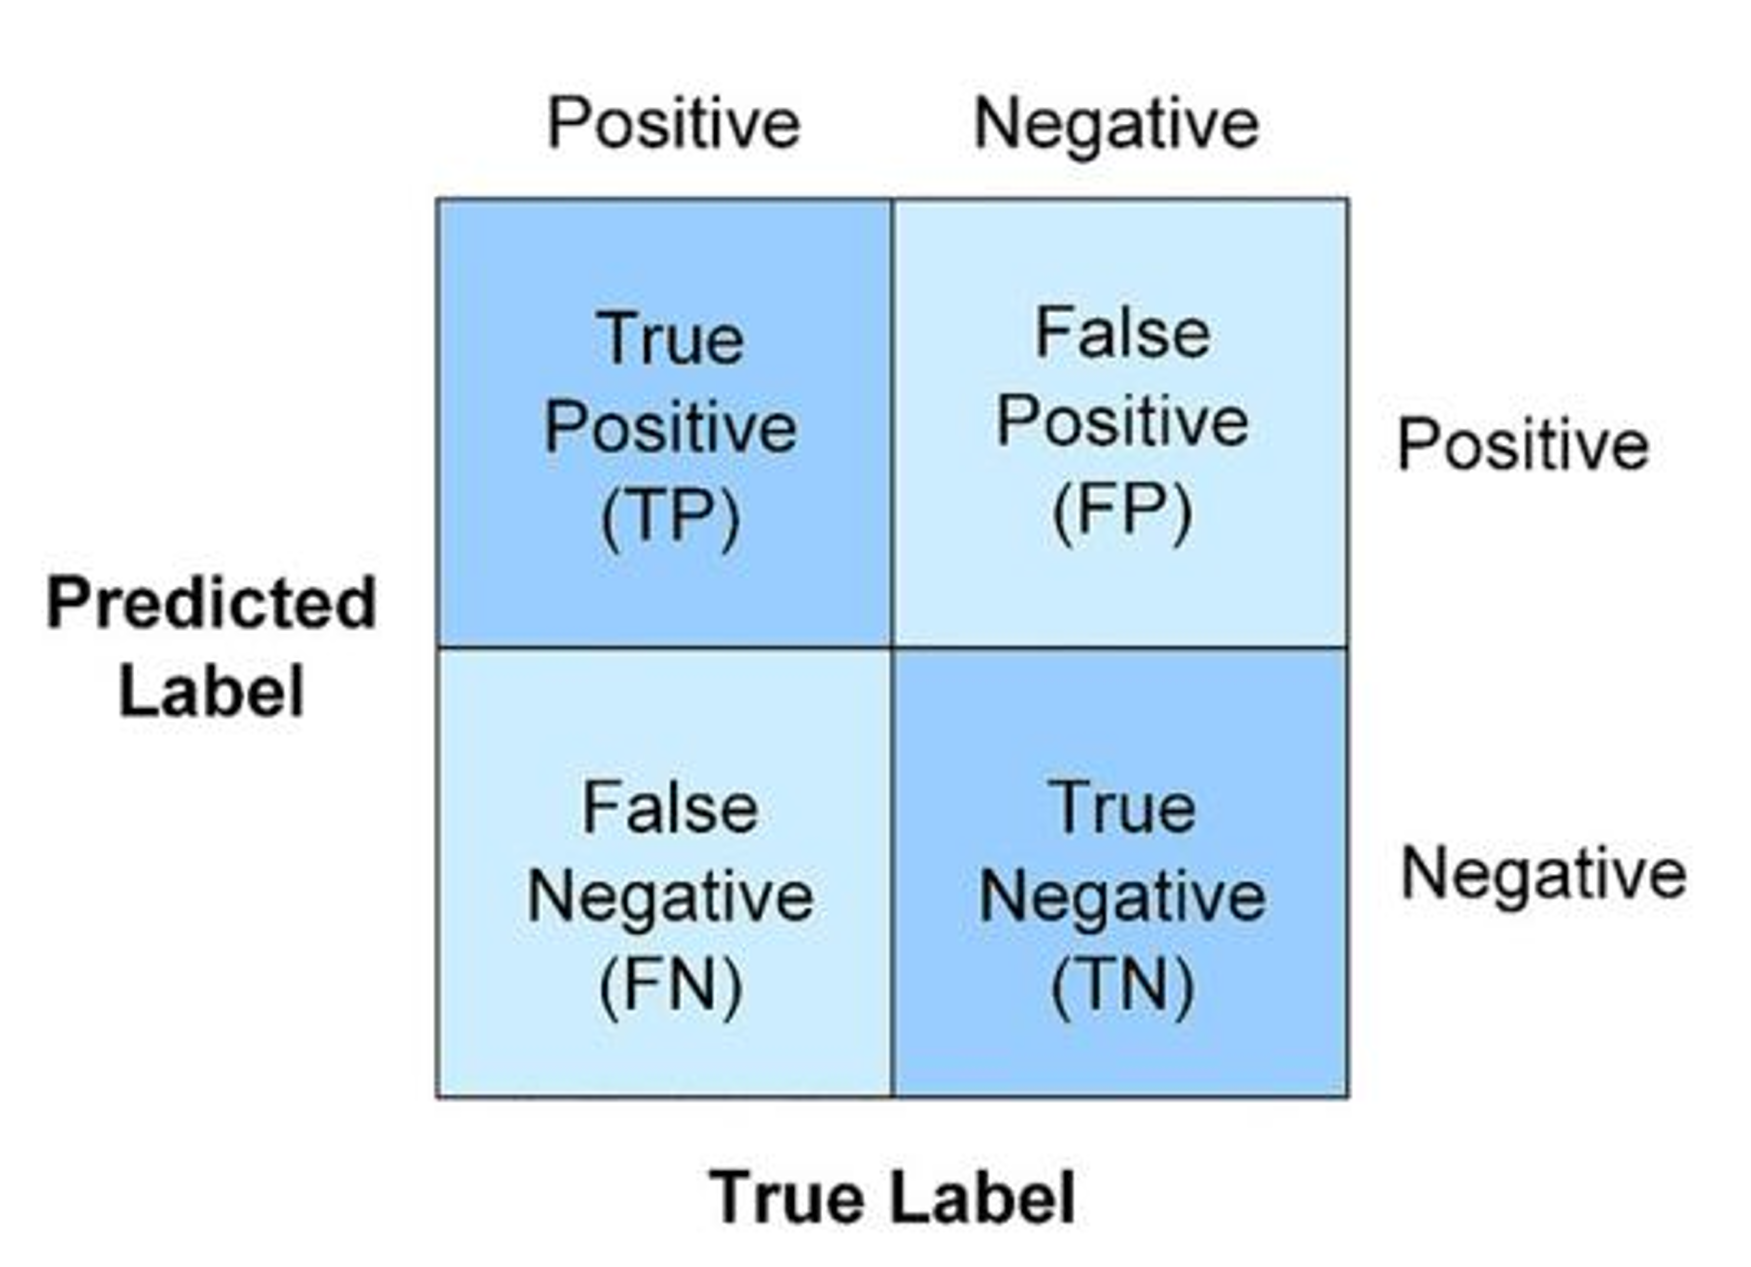 Positive
Negative
True
Positive
(TP)
False
Positive
(FP)
Positive
Predicted
Label
False
Negative
(FN)
True
Negative
(TN)
Negative
True Label